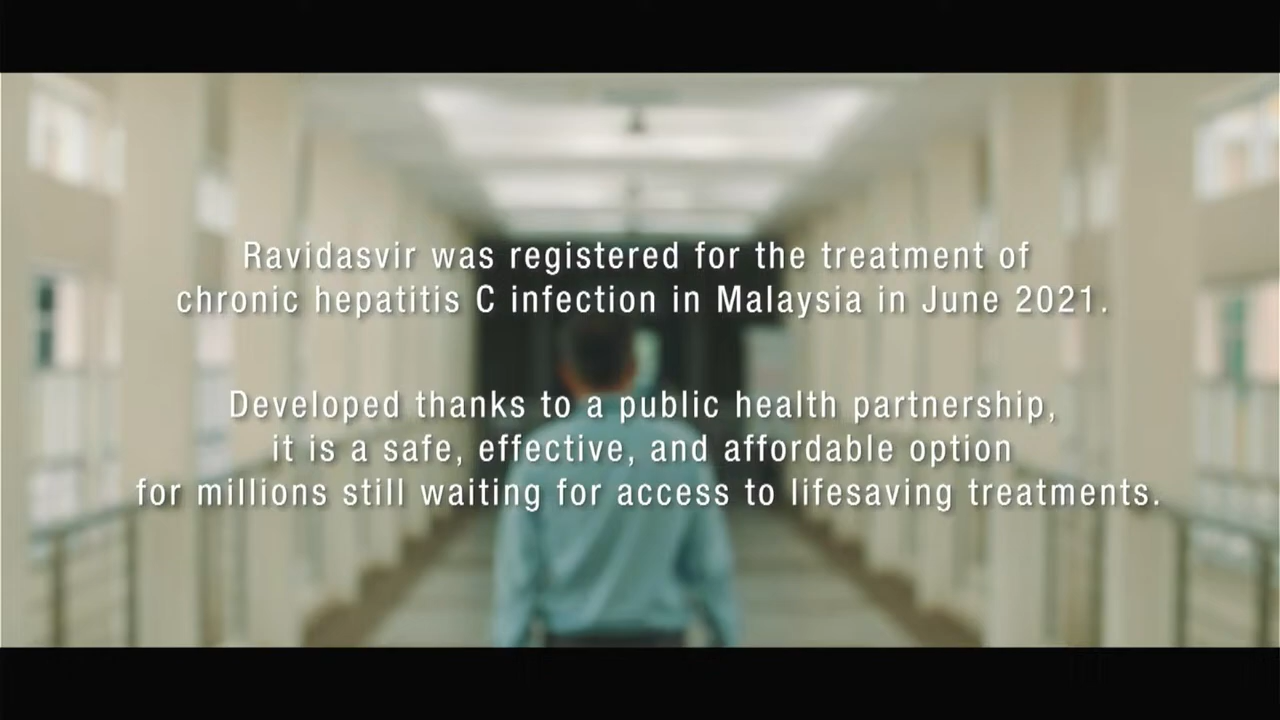 Ravidasvir was registered for the treatment of
chronic hepatitis C infection in Malaysia in June 2021.
Developed thanks to a public health partnership,
it is a safe, effective, and affordable option
for millions still waiting for access to lifesaving treatments.